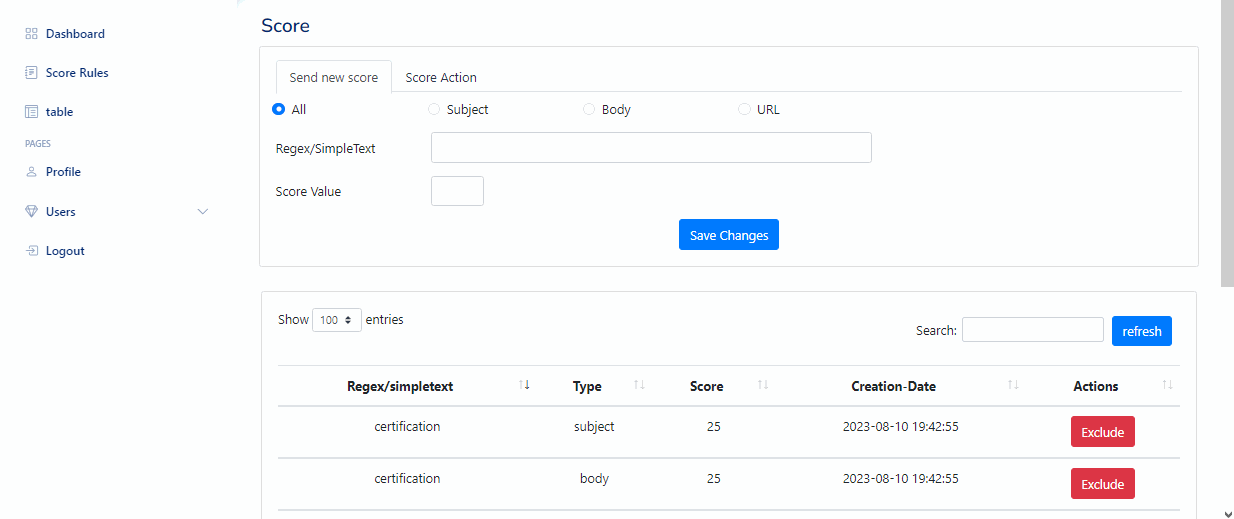 Dashboard
Score Rules
table
PAGES
Profile
Users
Logout
Score
Send new score Score Action
All Subject Body URL
Regex/SimpleText
Score Value
Save Changes
Show 100 entries
Search: refresh
Regex/simpletext Type Score Creation-Date Actions
certification subject 25 2023-08-10 19:42:55 Exclude
certification body 25 2023-08-10 19:42:55 Exclude